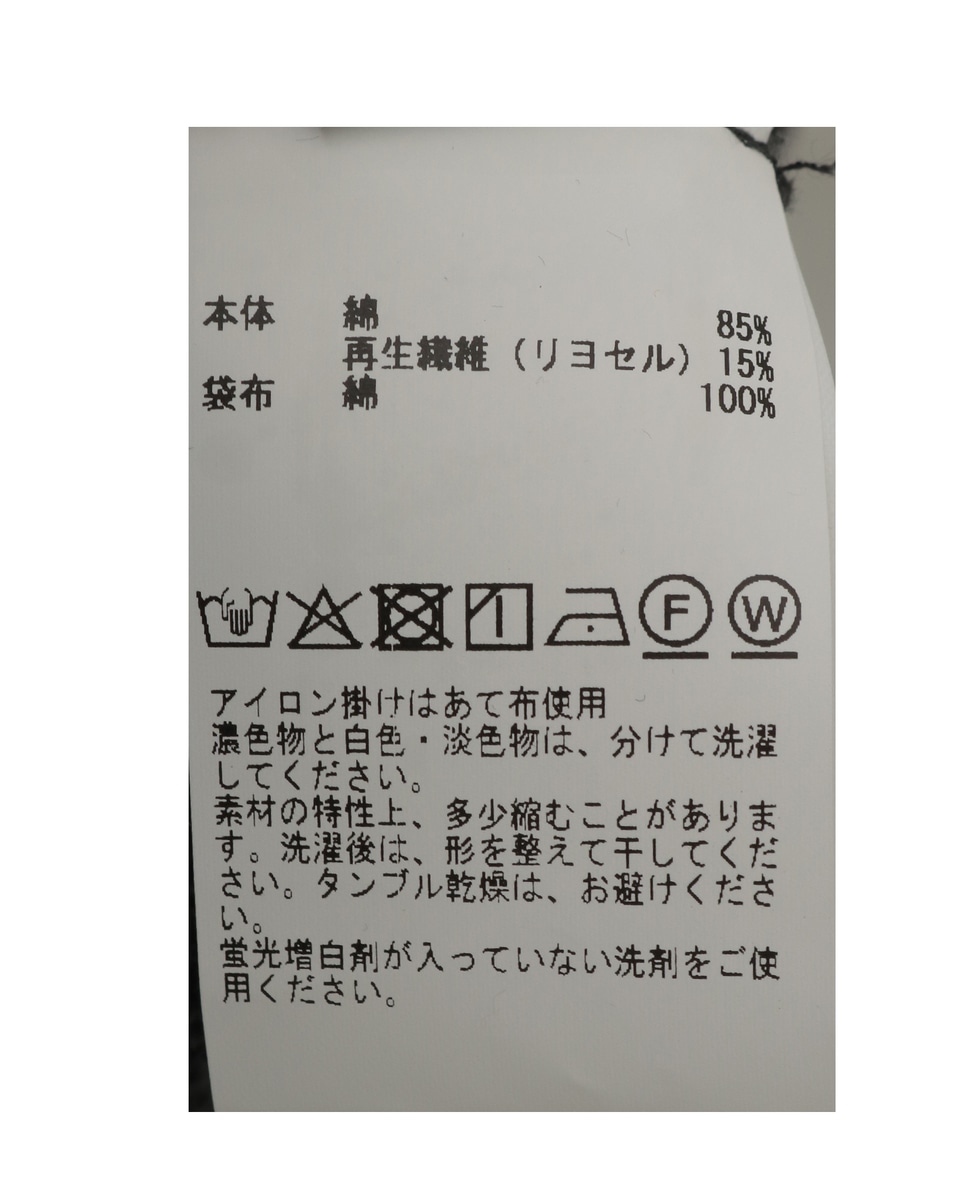 本体 綿 85%
再生繊維（リヨセル） 15%
袋布 綿 100%
F W
アイロン掛けはあて布使用
濃色物と白色・淡色物は、分けて洗濯
してください。
素材の特性上、多少縮むことがありま
す。洗濯後は、形を整えて干してくだ
さい。タンブル乾燥は、お避けくださ
い。
蛍光増白剤が入っていない洗剤をご使
用ください。